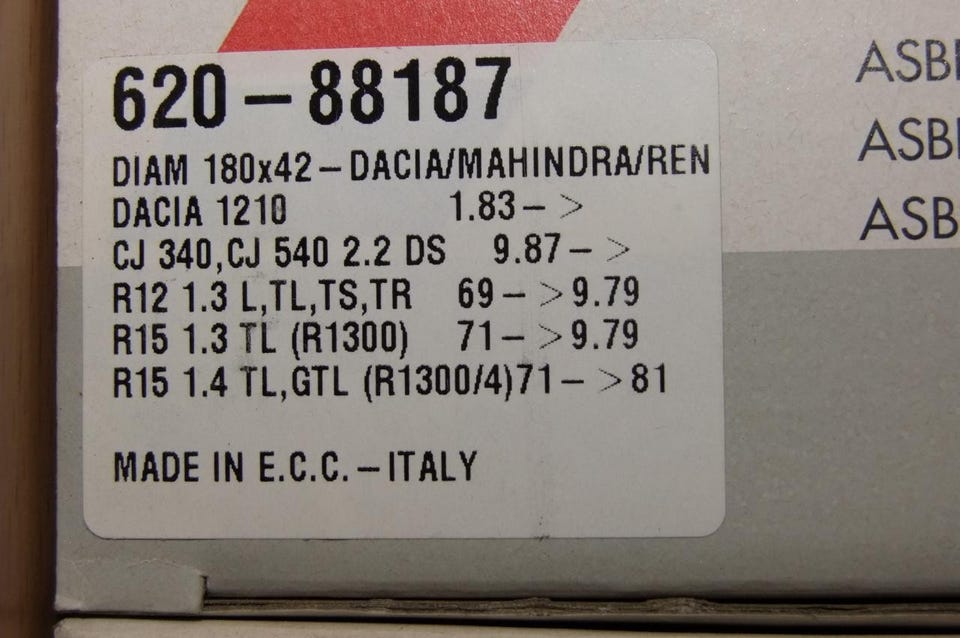 620-88187
DIAM 180x42-DACIA/MAHINDRA/REN
DACIA 1210 1.83- >
CJ 340,CJ 540 2.2 DS 9.87- >
R12 1.3 L,TL,TS,TR 69- >9.79
R15 1.3 TL (R1300) 71- >9.79
R15 1.4 TL,GTL (R1300/4)71- >81
MADE IN E.C.C.-ITALY